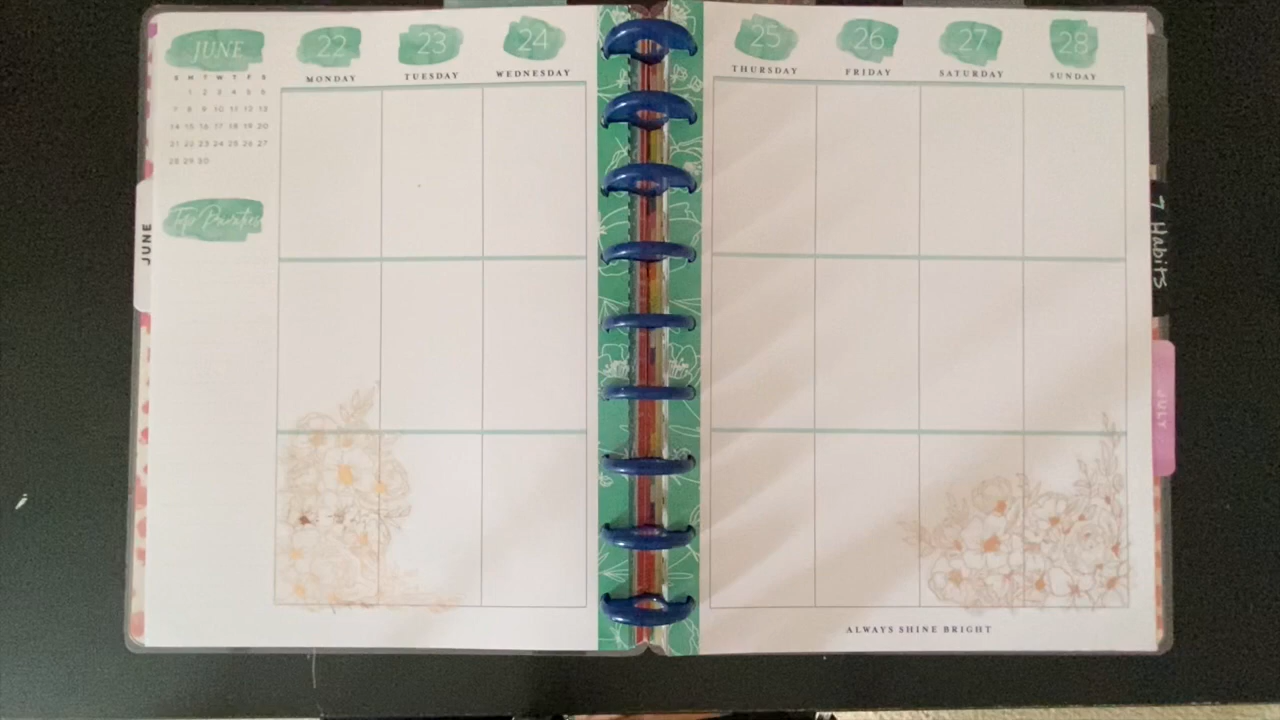 JUNE
S M T W T F S
1 2 3 4 5 6
7 8 9 10 11 12 13
14 15 16 17 18 19 20
21 22 23 24 25 26 27
28 29 30
Top Priorities
JUNE
22
MONDAY
23
TUESDAY
24
WEDNESDAY
25
THURSDAY
26
FRIDAY
27
SATURDAY
28
SUNDAY
7 Habits
JULY
ALWAYS SHINE BRIGHT